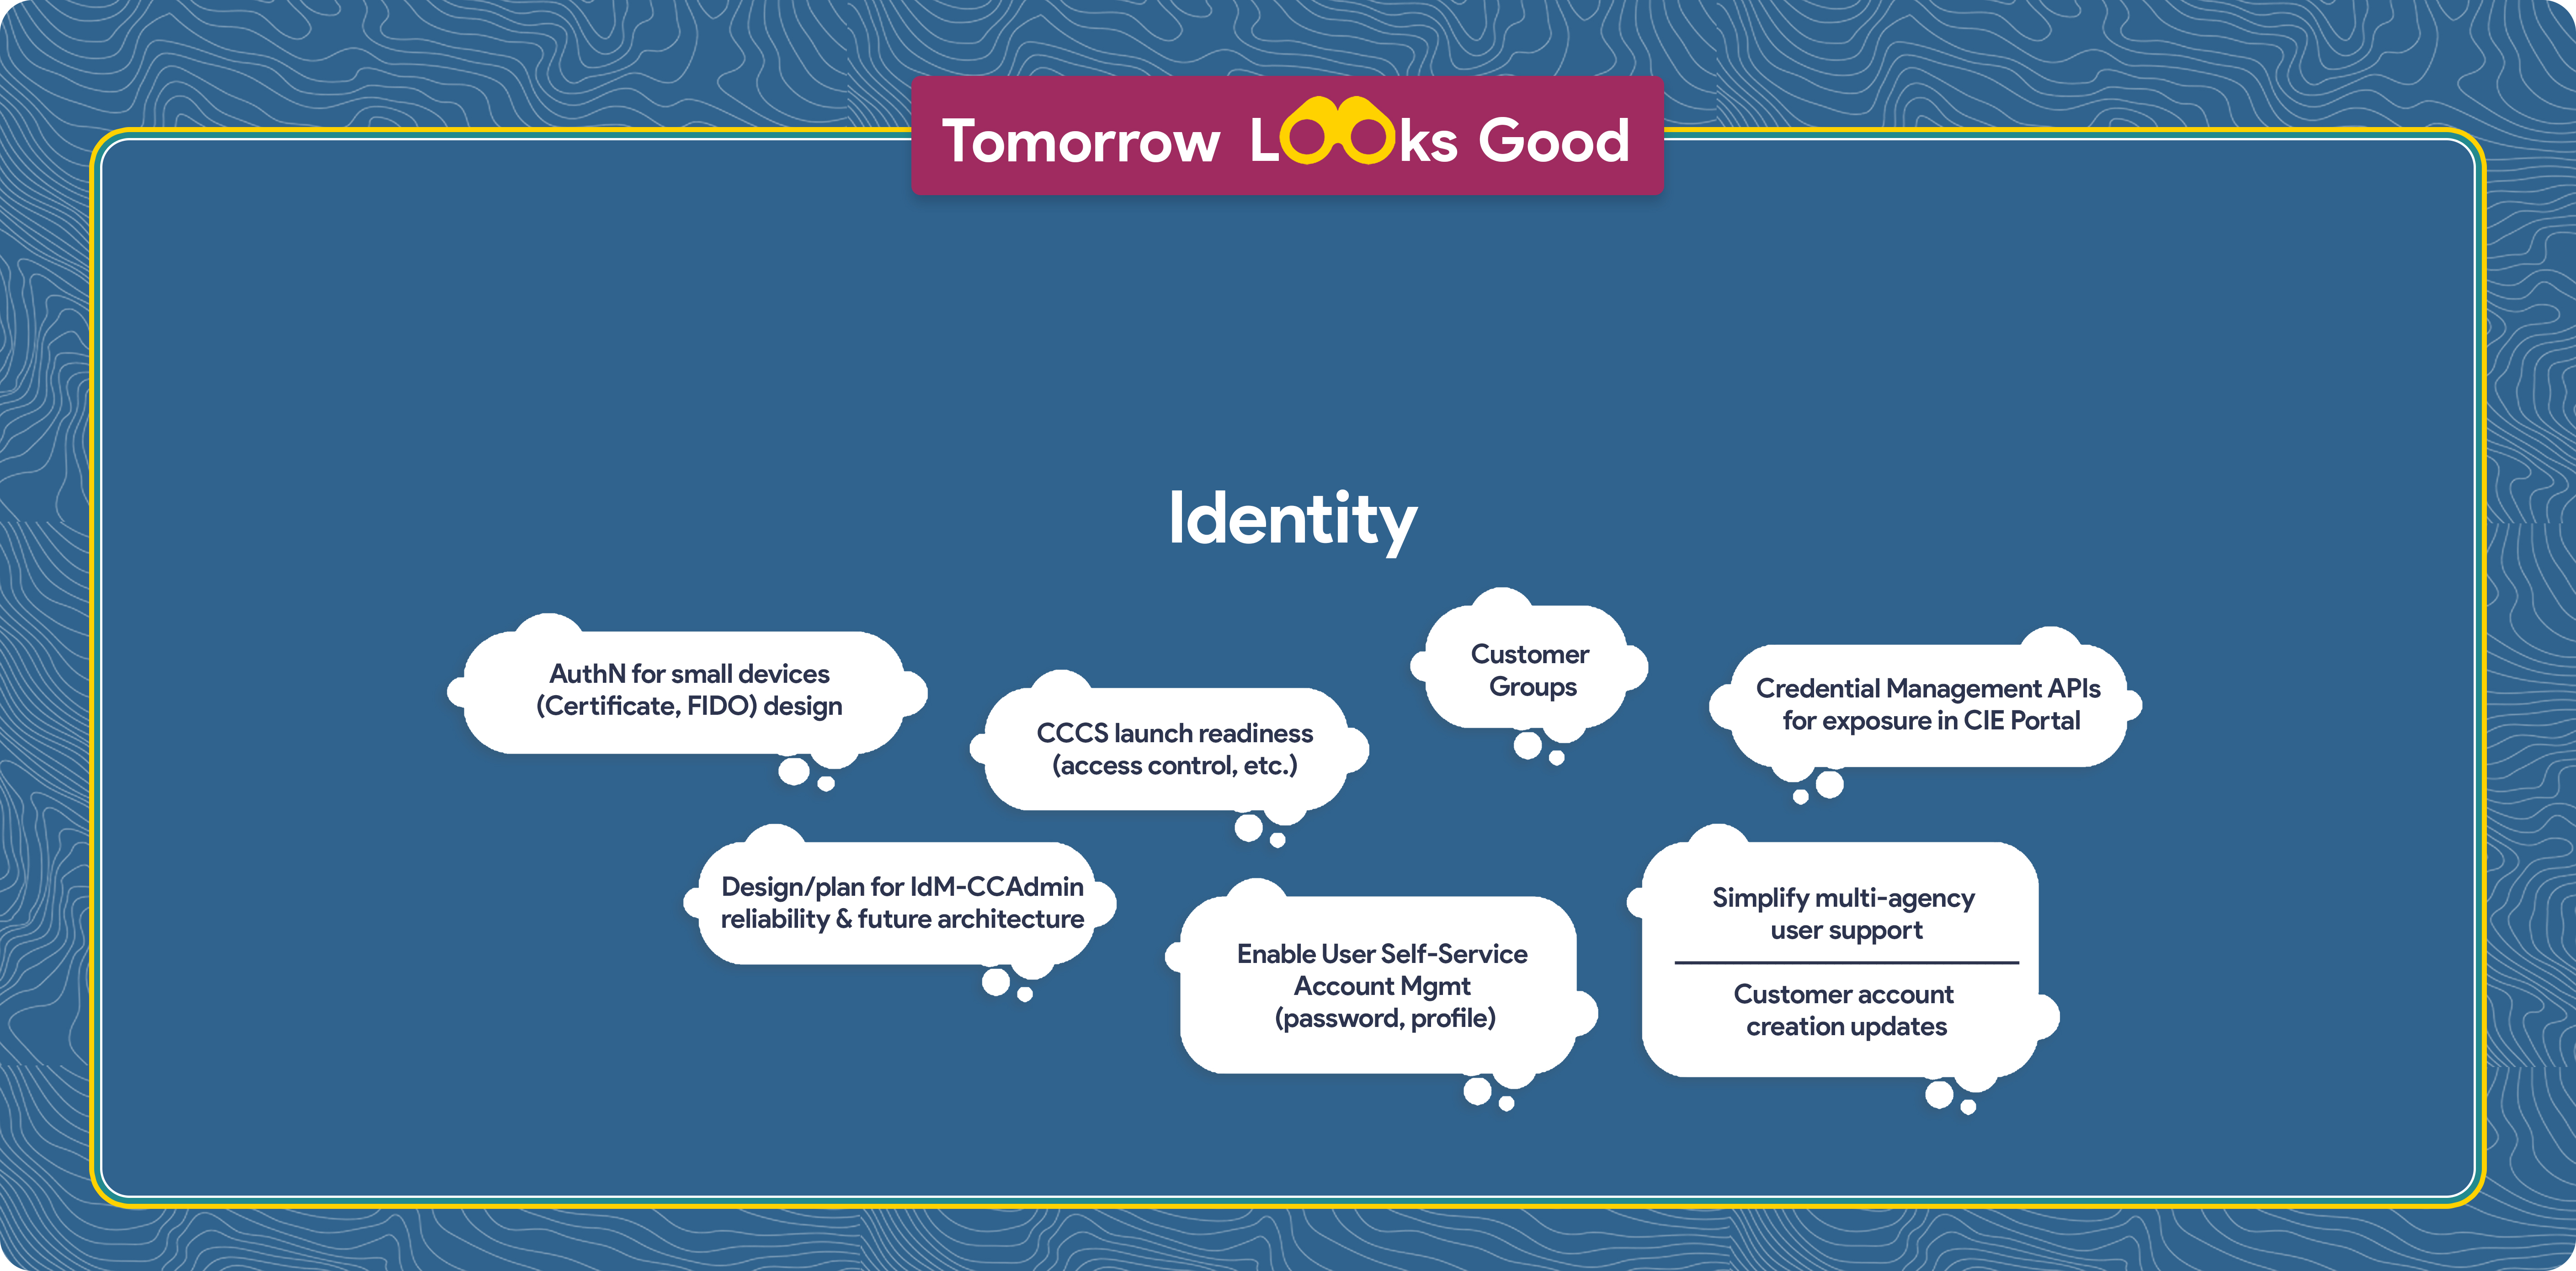 Tomorrow Looks Good
Identity
AuthN for small devices
(Certificate, FIDO) design
CCCS launch readiness
(access control, etc.)
Customer
Groups
Credential Management APIs
for exposure in CIE Portal
Design/plan for IdM-CCAdmin
reliability & future architecture
Enable User Self-Service
Account Mgmt
(password, profile)
Simplify multi-agency
user support
Customer account
creation updates